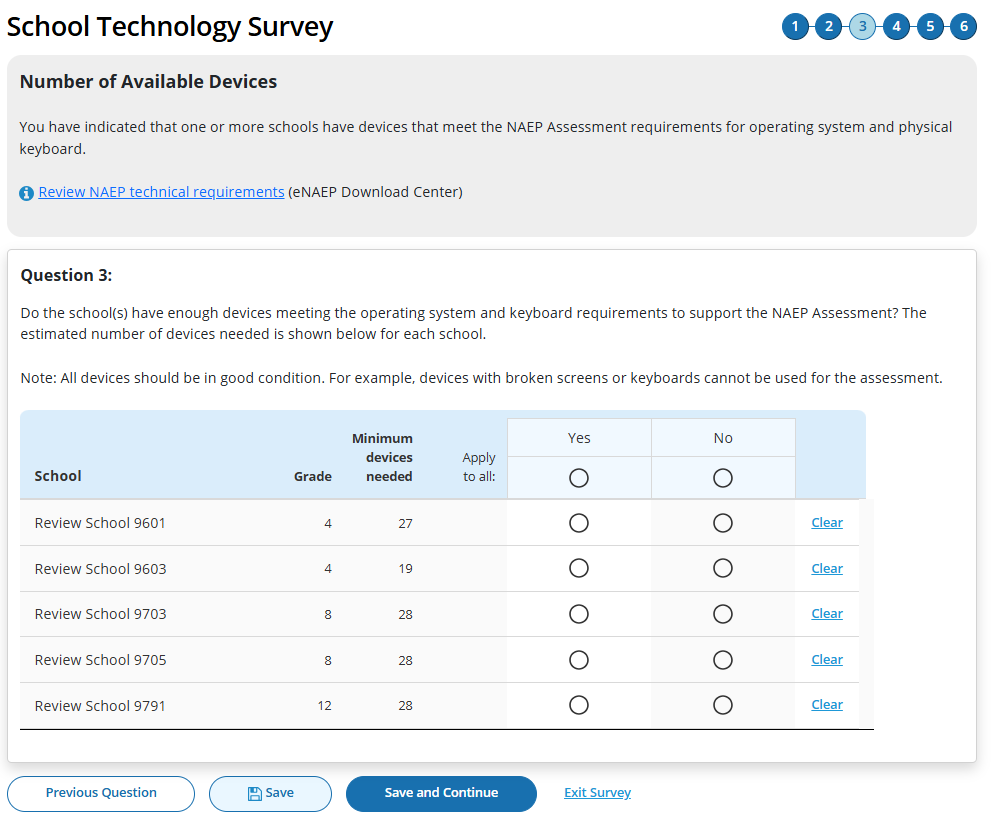 School Technology Survey
1 2 3 4 5 6
Number of Available Devices
You have indicated that one or more schools have devices that meet the NAEP Assessment requirements for operating system and physical
keyboard.
Review NAEP technical requirements (eNAEP Download Center)
Question 3:
Do the school(s) have enough devices meeting the operating system and keyboard requirements to support the NAEP Assessment? The
estimated number of devices needed is shown below for each school.
Note: All devices should be in good condition. For example, devices with broken screens or keyboards cannot be used for the assessment.
School Grade Minimum devices needed Apply to all: Yes No
Review School 9601 4 27 Clear
Review School 9603 4 19 Clear
Review School 9703 8 28 Clear
Review School 9705 8 28 Clear
Review School 9791 12 28 Clear
Previous Question Save Save and Continue Exit Survey